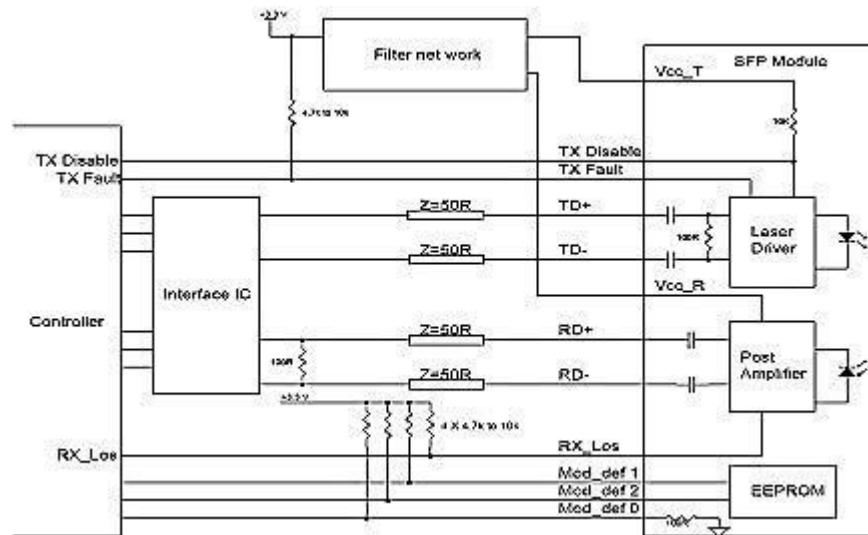 +3.3 V
Filter net work
SFP Module
Vcc_T
4.7k to 10k
10K
TX Disable
TX Disable
TX Fault
TX Fault
Z=50R
TD+
Laser Driver
100R
Z=50R
TD-
Interface IC
Vcc_R
Controller
Z=50R
RD+
100R
Post Amplifier
Z=50R
RD-
+3.3 V
4 X 4.7k to 10k
RX_Los
RX_Los
Mod_def 1
EEPROM
Mod_def 2
Mod_def 0